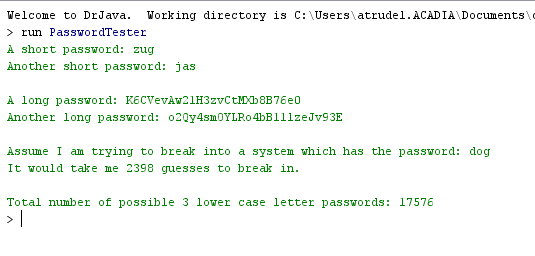 Welcome to DrJava.  Working directory is C:\Users\atrudel.ACADIA\Documents\
> run PasswordTester
A short password: zug
Another short password: jas
A long password: K6CVevAw21H3zvCtMXb8B76e0
Another long password: o2Qy4sm0YLRo4bB1llzeJv93E
Assume I am trying to break into a system which has the password: dog
It would take me 2398 guesses to break in.
Total number of possible 3 lower case letter passwords: 17576
>